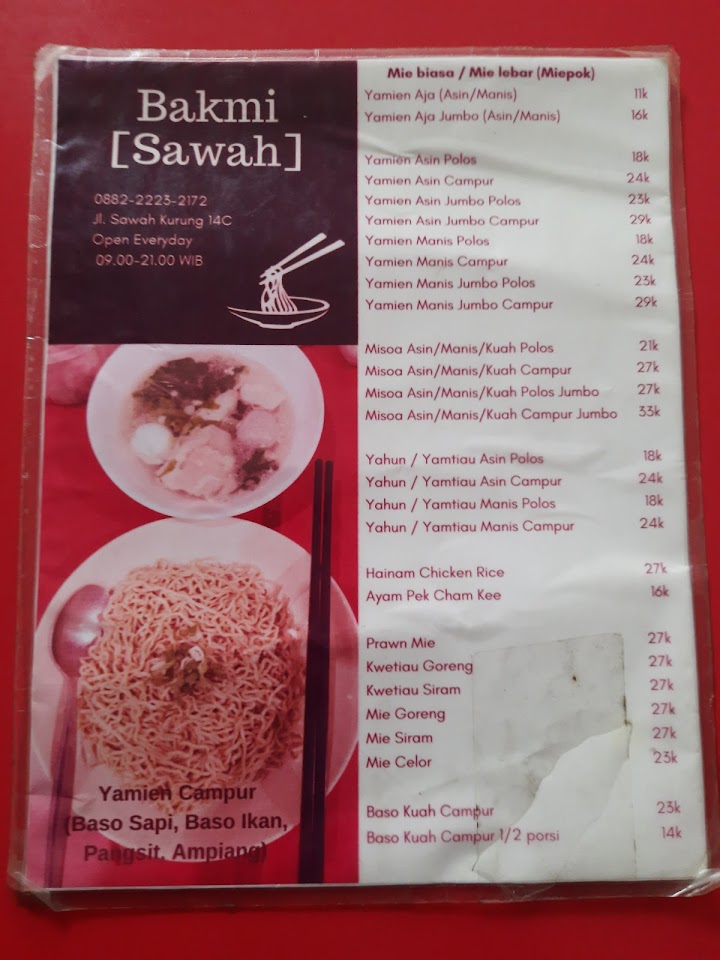 Bakmi
[Sawah]
0882-2223-2172
Jl. Sawah Kurung 14C
Open Everyday
09.00-21.00 WIB
Yamien Campur
(Baso Sapi, Baso Ikan,
Pangsit, Ampiang)
Mie biasa / Mie lebar (Miepok)
Yamien Aja (Asin/Manis) 11k
Yamien Aja Jumbo (Asin/Manis) 16k
Yamien Asin Polos 18k
Yamien Asin Campur 24k
Yamien Asin Jumbo Polos 23k
Yamien Asin Jumbo Campur 29k
Yamien Manis Polos 18k
Yamien Manis Campur 24k
Yamien Manis Jumbo Polos 23k
Yamien Manis Jumbo Campur 29k
Misoa Asin/Manis/Kuah Polos 21k
Misoa Asin/Manis/Kuah Campur 27k
Misoa Asin/Manis/Kuah Polos Jumbo 27k
Misoa Asin/Manis/Kuah Campur Jumbo 33k
Yahun / Yamtiau Asin Polos 18k
Yahun / Yamtiau Asin Campur 24k
Yahun / Yamtiau Manis Polos 18k
Yahun / Yamtiau Manis Campur 24k
Hainam Chicken Rice 27k
Ayam Pek Cham Kee 16k
Prawn Mie 27k
Kwetiau Goreng 27k
Kwetiau Siram 27k
Mie Goreng 27k
Mie Siram 27k
Mie Celor 23k
Baso Kuah Campur 23k
Baso Kuah Campur 1/2 porsi 14k